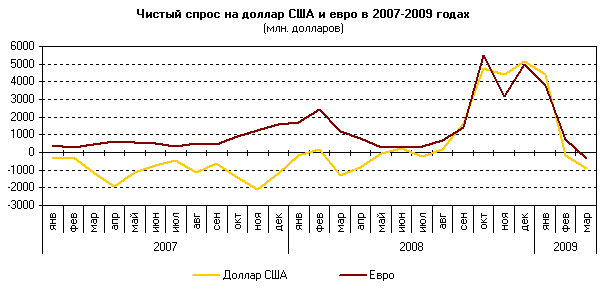 Чистый спрос на доллар США и евро в 2007-2009 годах
(млн. долларов)
6000
5000
4000
3000
2000
1000
0
-1000
-2000
-3000
янв фев мар апр май июн июл авг сен окт ноя дек янв фев мар апр май июн июл авг сен окт ноя дек янв фев мар
2007 2008 2009
Доллар США Евро